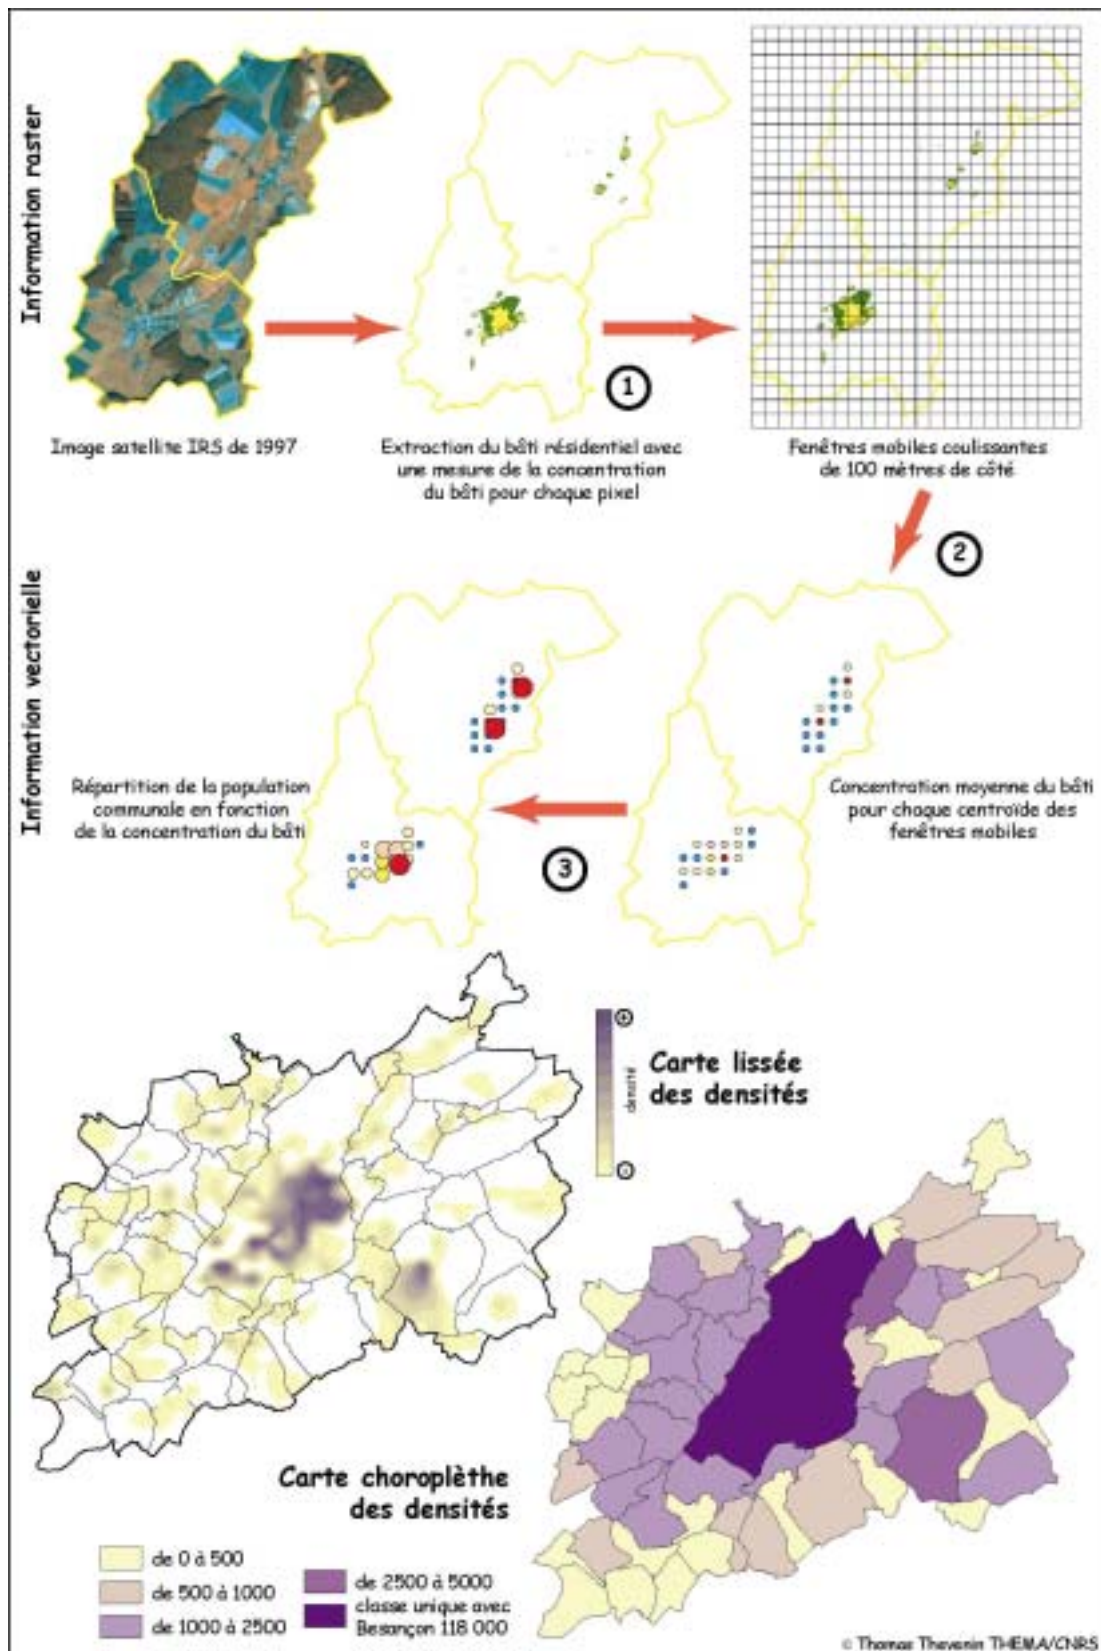 Information raster
Image satellite IRS de 1997
Extraction du bâti résidentiel avec
une mesure de la concentration
du bâti pour chaque pixel
1
Fenêtres mobiles coulissantes
de 100 mètres de côté
2
Information vectorielle
Répartition de la population
communale en fonction
de la concentration du bâti
3
Concentration moyenne du bâti
pour chaque centroïde des
fenêtres mobiles
+
densité
-
Carte lissée
des densités
Carte choroplèthe
des densités
de 0 à 500
de 500 à 1000
de 1000 à 2500
de 2500 à 5000
classe unique avec
Besançon 118 000
© Thomas Thevenin THEMA/CNRS